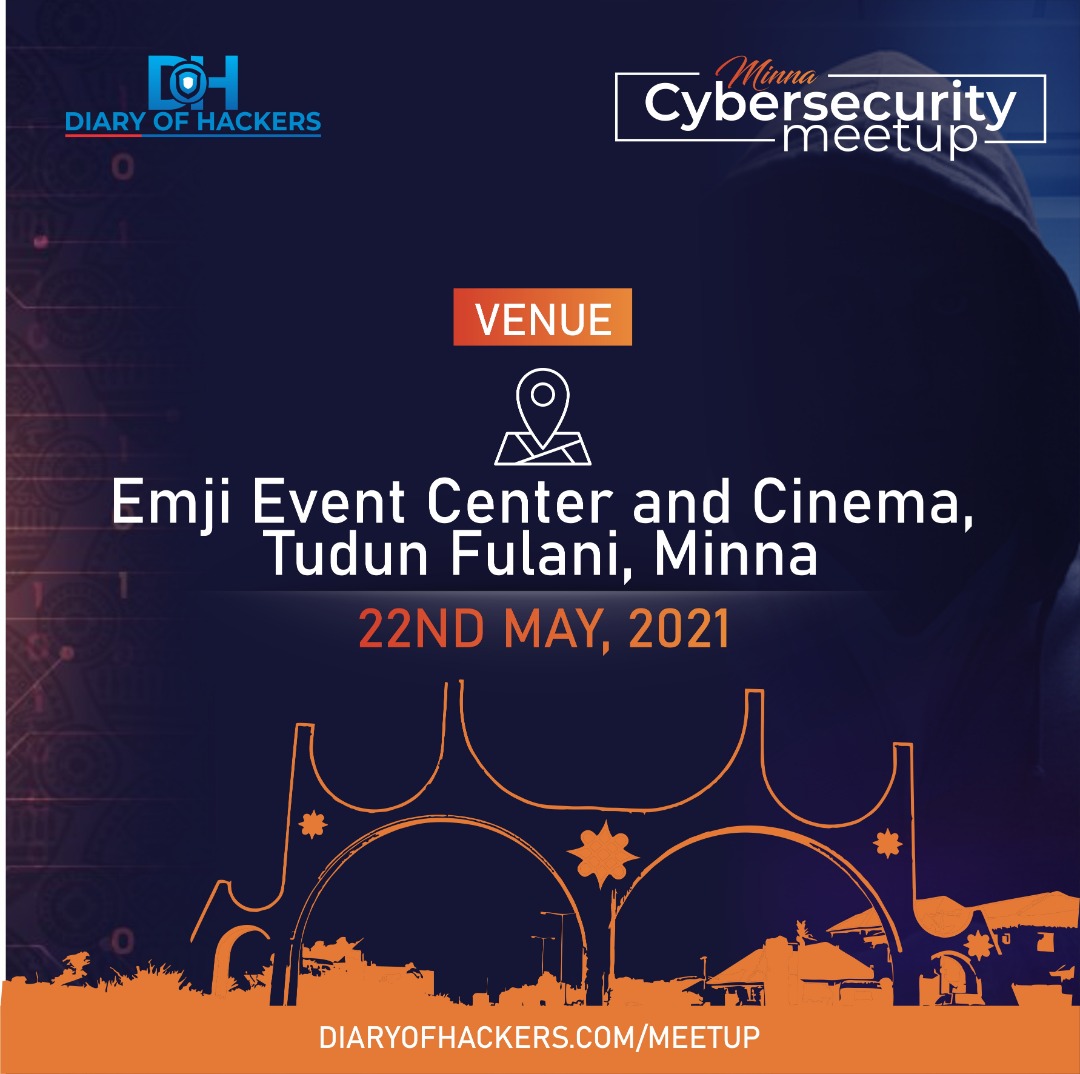 DH
DIARY OF HACKERS
Minna
Cybersecurity
meetup
VENUE
Emji Event Center and Cinema,
Tudun Fulani, Minna
22ND MAY, 2021
DIARYOFHACKERS.COM/MEETUP